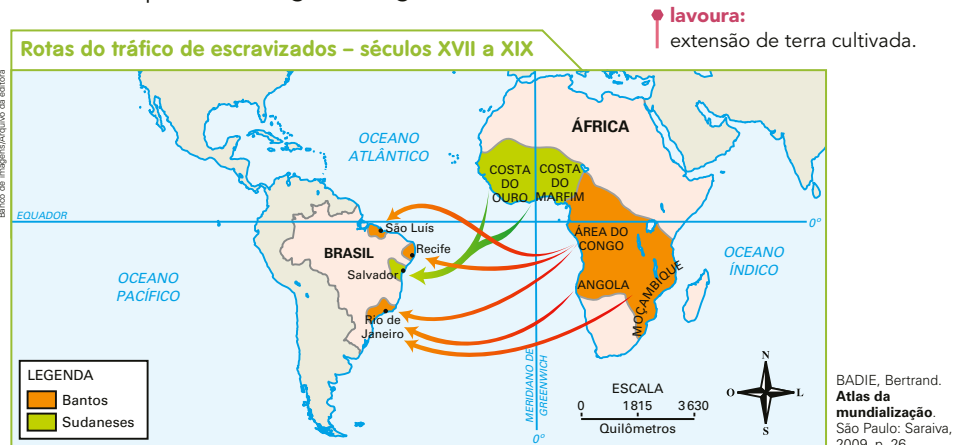 lavoura:
extensão de terra cultivada.
Rotas do tráfico de escravizados – séculos XVII a XIX
Banco de imagens/Arquivo da editora
OCEANO
ATLÂNTICO
ÁFRICA
COSTA
DO
OURO
COSTA
DO
MARFIM
EQUADOR
0°
São Luís
Recife
BRASIL
Salvador
ÁREA DO
CONGO
OCEANO
ÍNDICO
OCEANO
PACÍFICO
ANGOLA
MOÇAMBIQUE
Rio de
Janeiro
MERIDIANO DE
GREENWICH
0°
LEGENDA
Bantos
Sudaneses
ESCALA
0 1815 3630
Quilômetros
N
O L
S
BADIE, Bertrand.
Atlas da
mundialização.
São Paulo: Saraiva,
2009. p. 26.